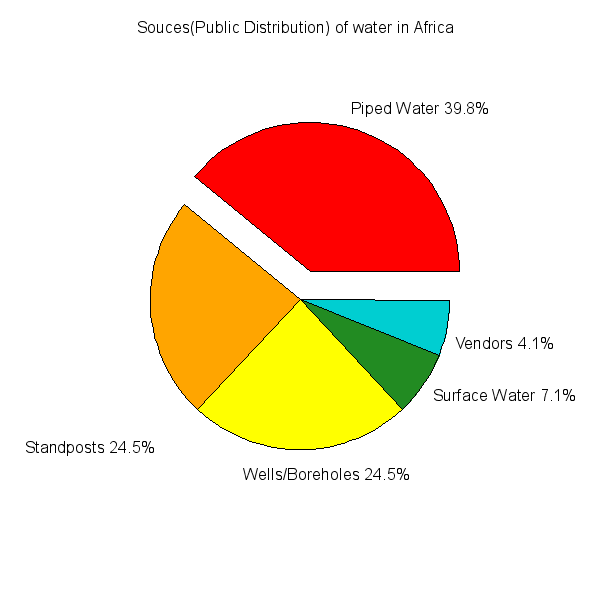 Souces(Public Distribution) of water in Africa
Piped Water 39.8%
Vendors 4.1%
Surface Water 7.1%
Standposts 24.5%
Wells/Boreholes 24.5%